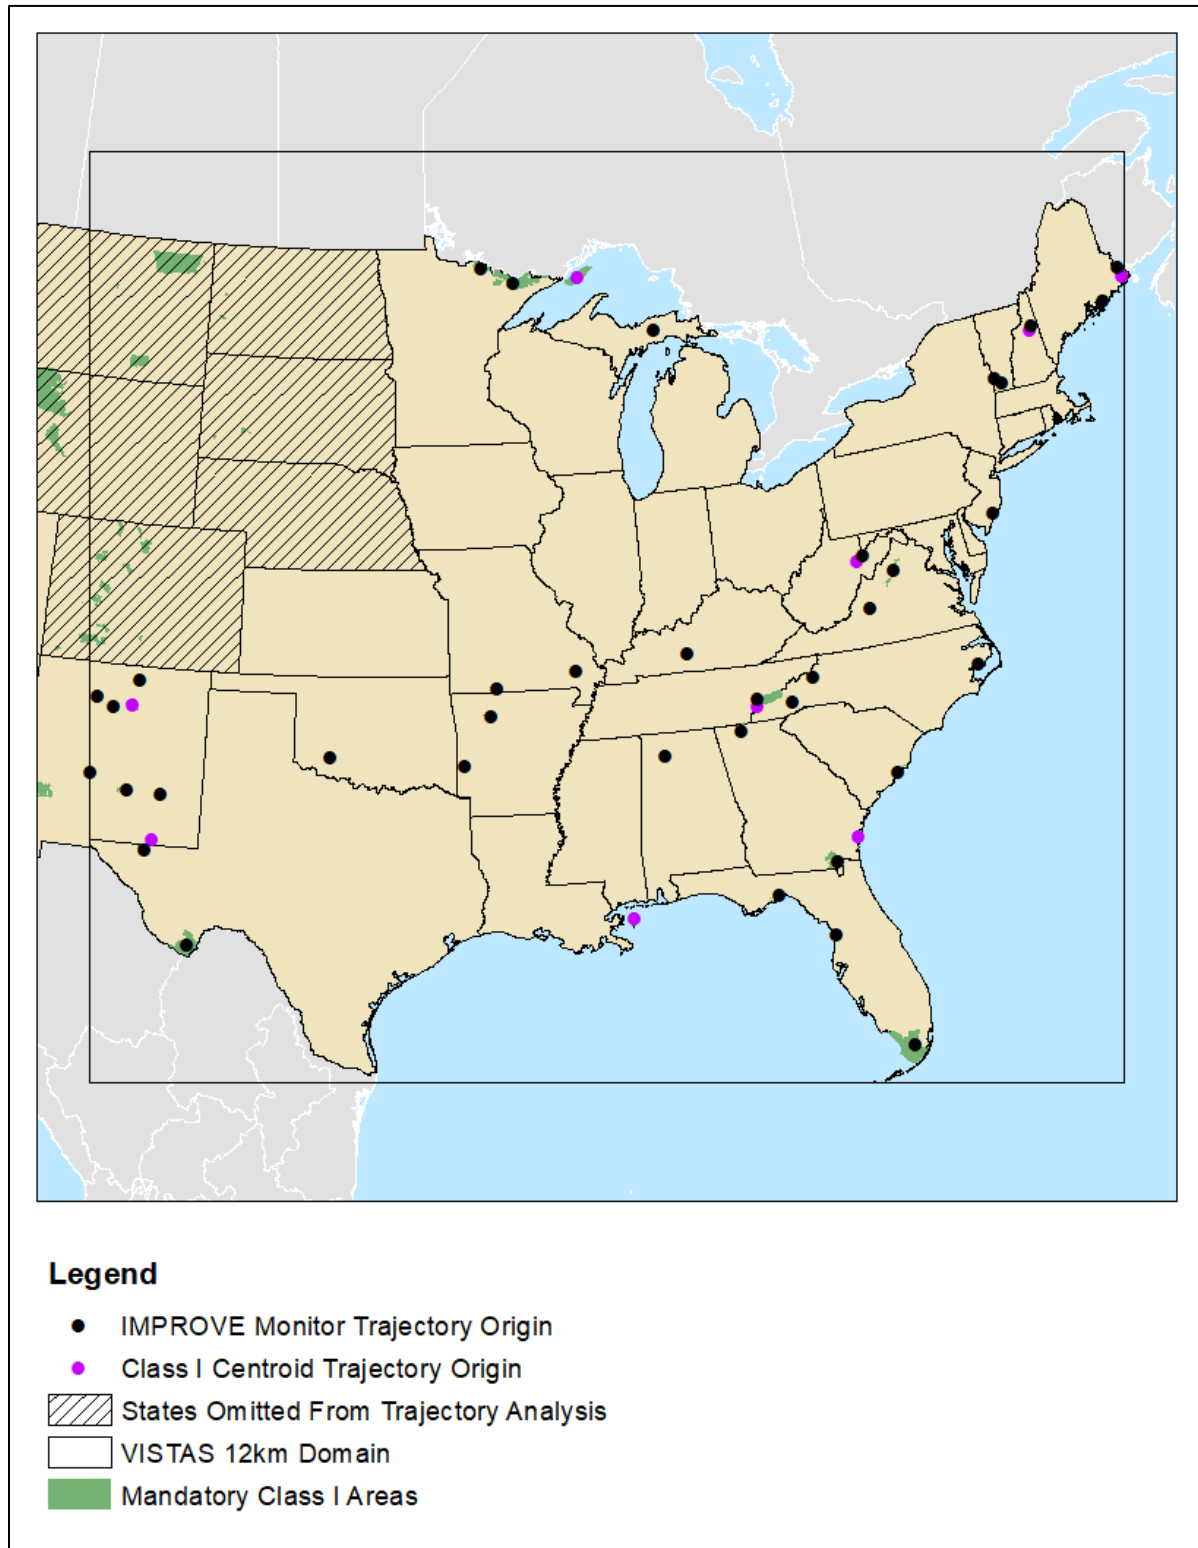 Legend
IMPROVE Monitor Trajectory Origin
Class I Centroid Trajectory Origin
States Omitted From Trajectory Analysis
VISTAS 12km Domain
Mandatory Class I Areas